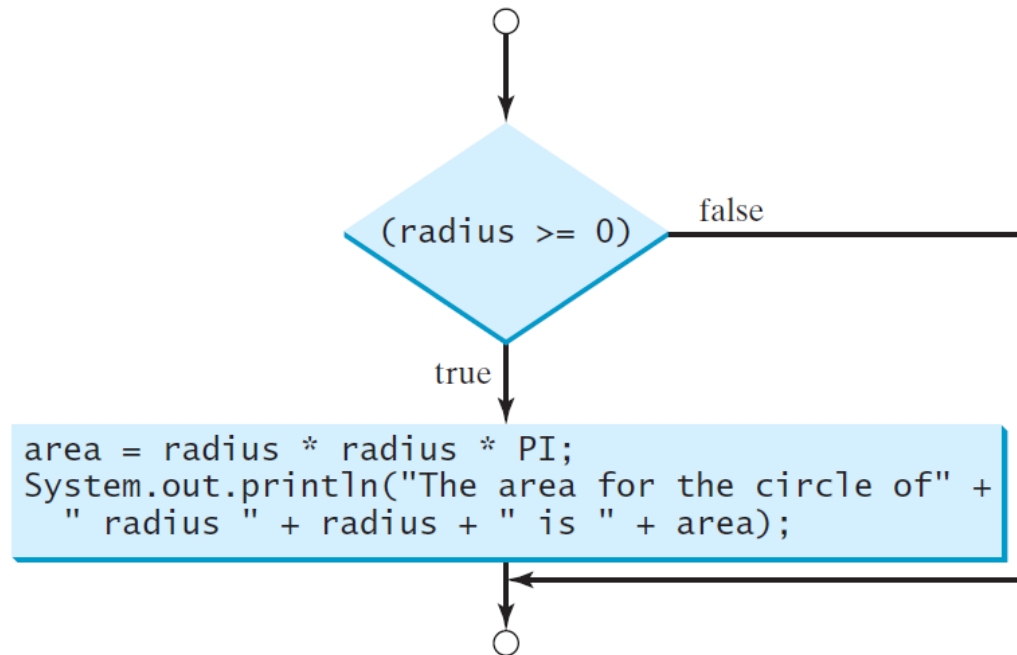 (radius >= 0)
false
true
area = radius * radius * PI;
System.out.println("The area for the circle of" +
" radius " + radius + " is " + area);